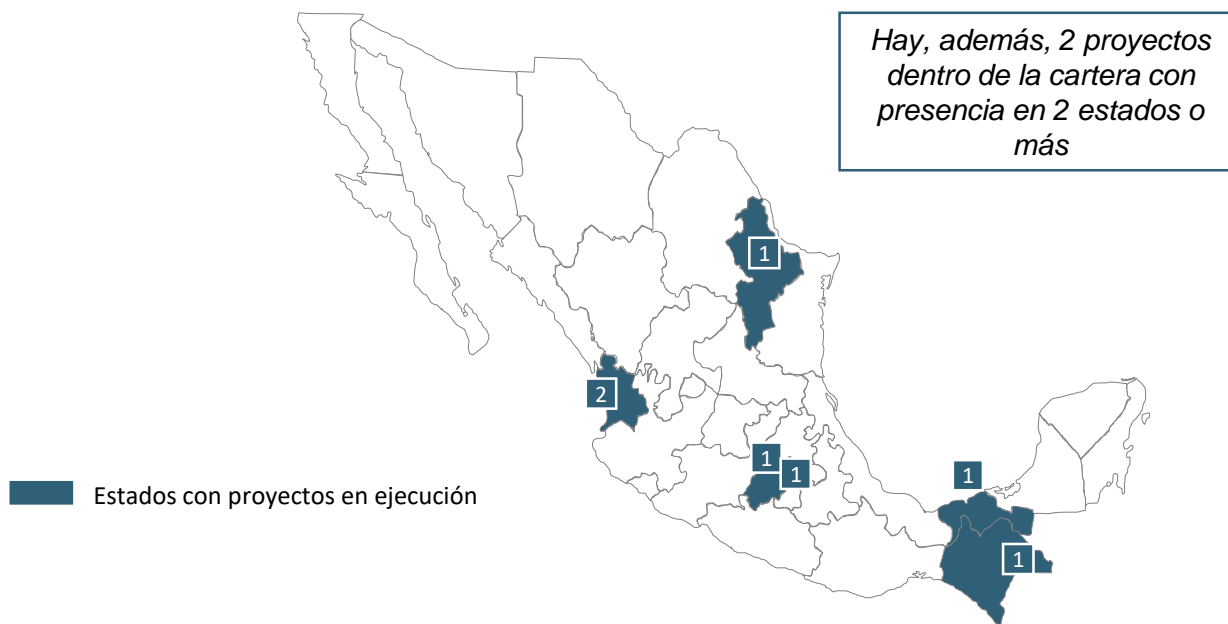 Hay, además, 2 proyectos
dentro de la cartera con
presencia en 2 estados o
más
1
2
1
1
1
Estados con proyectos en ejecución
1